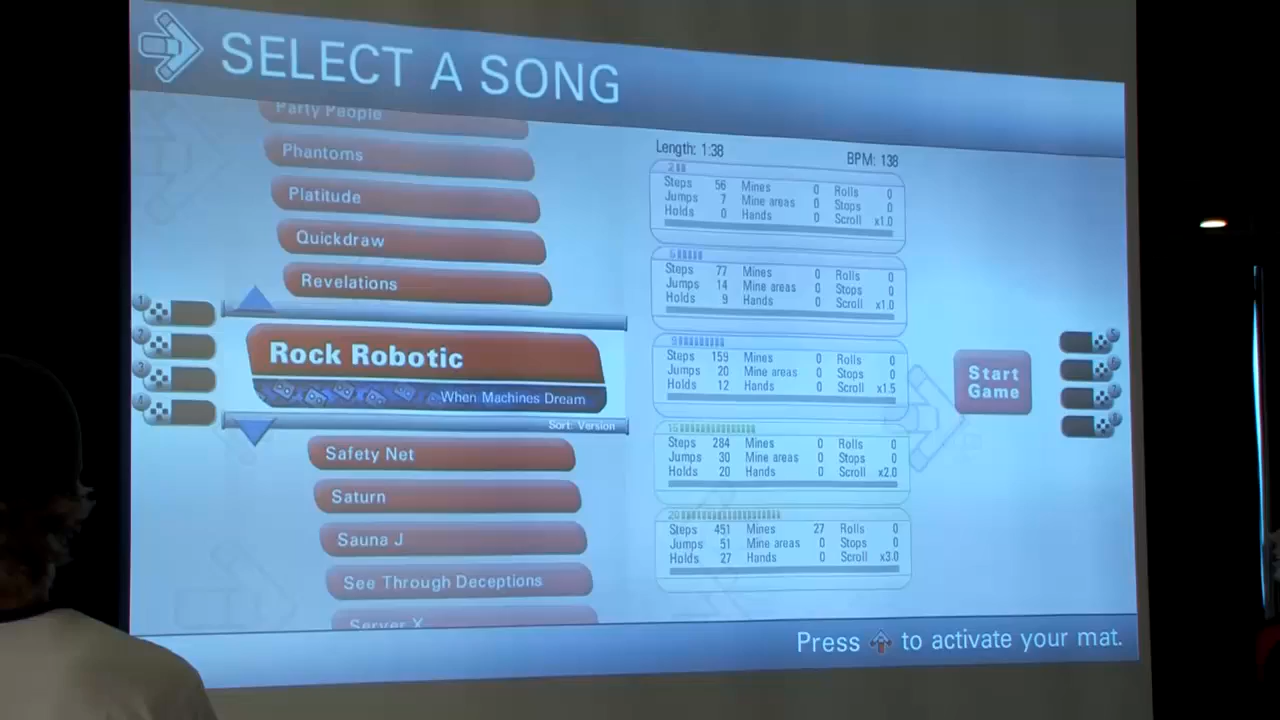 SELECT A SONG
Party People
Phantoms
Platitude
Quickdraw
Revelations
Rock Robotic
When Machines Dream
Sort: Version
Safety Net
Saturn
Sauna J
See Through Deceptions
Server X
Length: 1:38 BPM: 138
2
Steps 56 Mines 0 Rolls 0
Jumps 7 Mine areas 0 Stops 0
Holds 0 Hands 0 Scroll x1.0
5
Steps 77 Mines 0 Rolls 0
Jumps 14 Mine areas 0 Stops 0
Holds 9 Hands 0 Scroll x1.0
9
Steps 159 Mines 0 Rolls 0
Jumps 20 Mine areas 0 Stops 0
Holds 12 Hands 0 Scroll x1.5
15
Steps 284 Mines 0 Rolls 0
Jumps 30 Mine areas 0 Stops 0
Holds 20 Hands 0 Scroll x2.0
20
Steps 451 Mines 27 Rolls 0
Jumps 51 Mine areas 0 Stops 0
Holds 27 Hands 0 Scroll x3.0
Start
Game
Press to activate your mat.